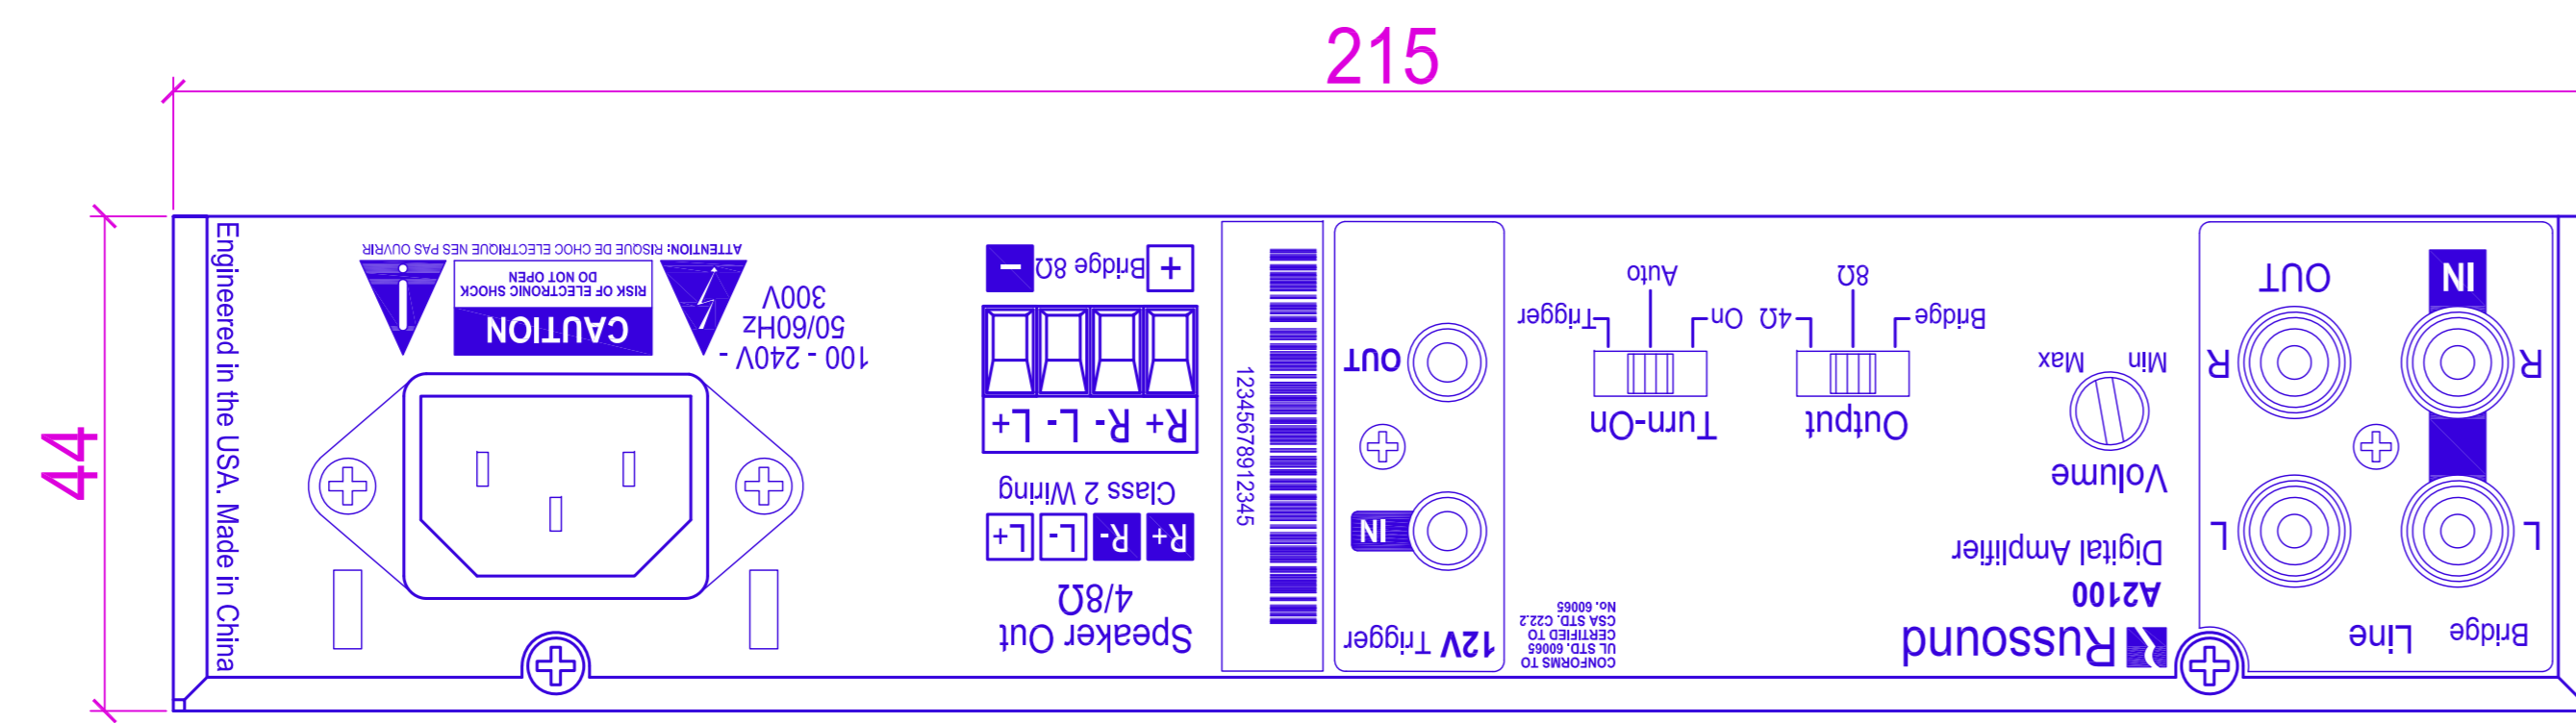 215
44
Engineered in the USA. Made in China
Bridge
Line
L
L
R
R
IN
OUT
Russound
A2100
Digital Amplifier
Volume
Min
Max
Output
Bridge
8Ω
4Ω
Turn-On
On
Auto
Trigger
CONFORMS TO
UL STD. 60065
CERTIFIED TO
CSA STD. C22.2
No. 60065
12V Trigger
IN
OUT
12345678912345
Speaker Out
4/8Ω
R+ R- L- L+
Class 2 Wiring
R+ R- L- L+
+ Bridge 8Ω -
100 - 240V -
50/60Hz
300V
CAUTION
RISK OF ELECTRONIC SHOCK
DO NOT OPEN
ATTENTION: RISQUE DE CHOC ELECTRIQUE NES PAS OUVRIR